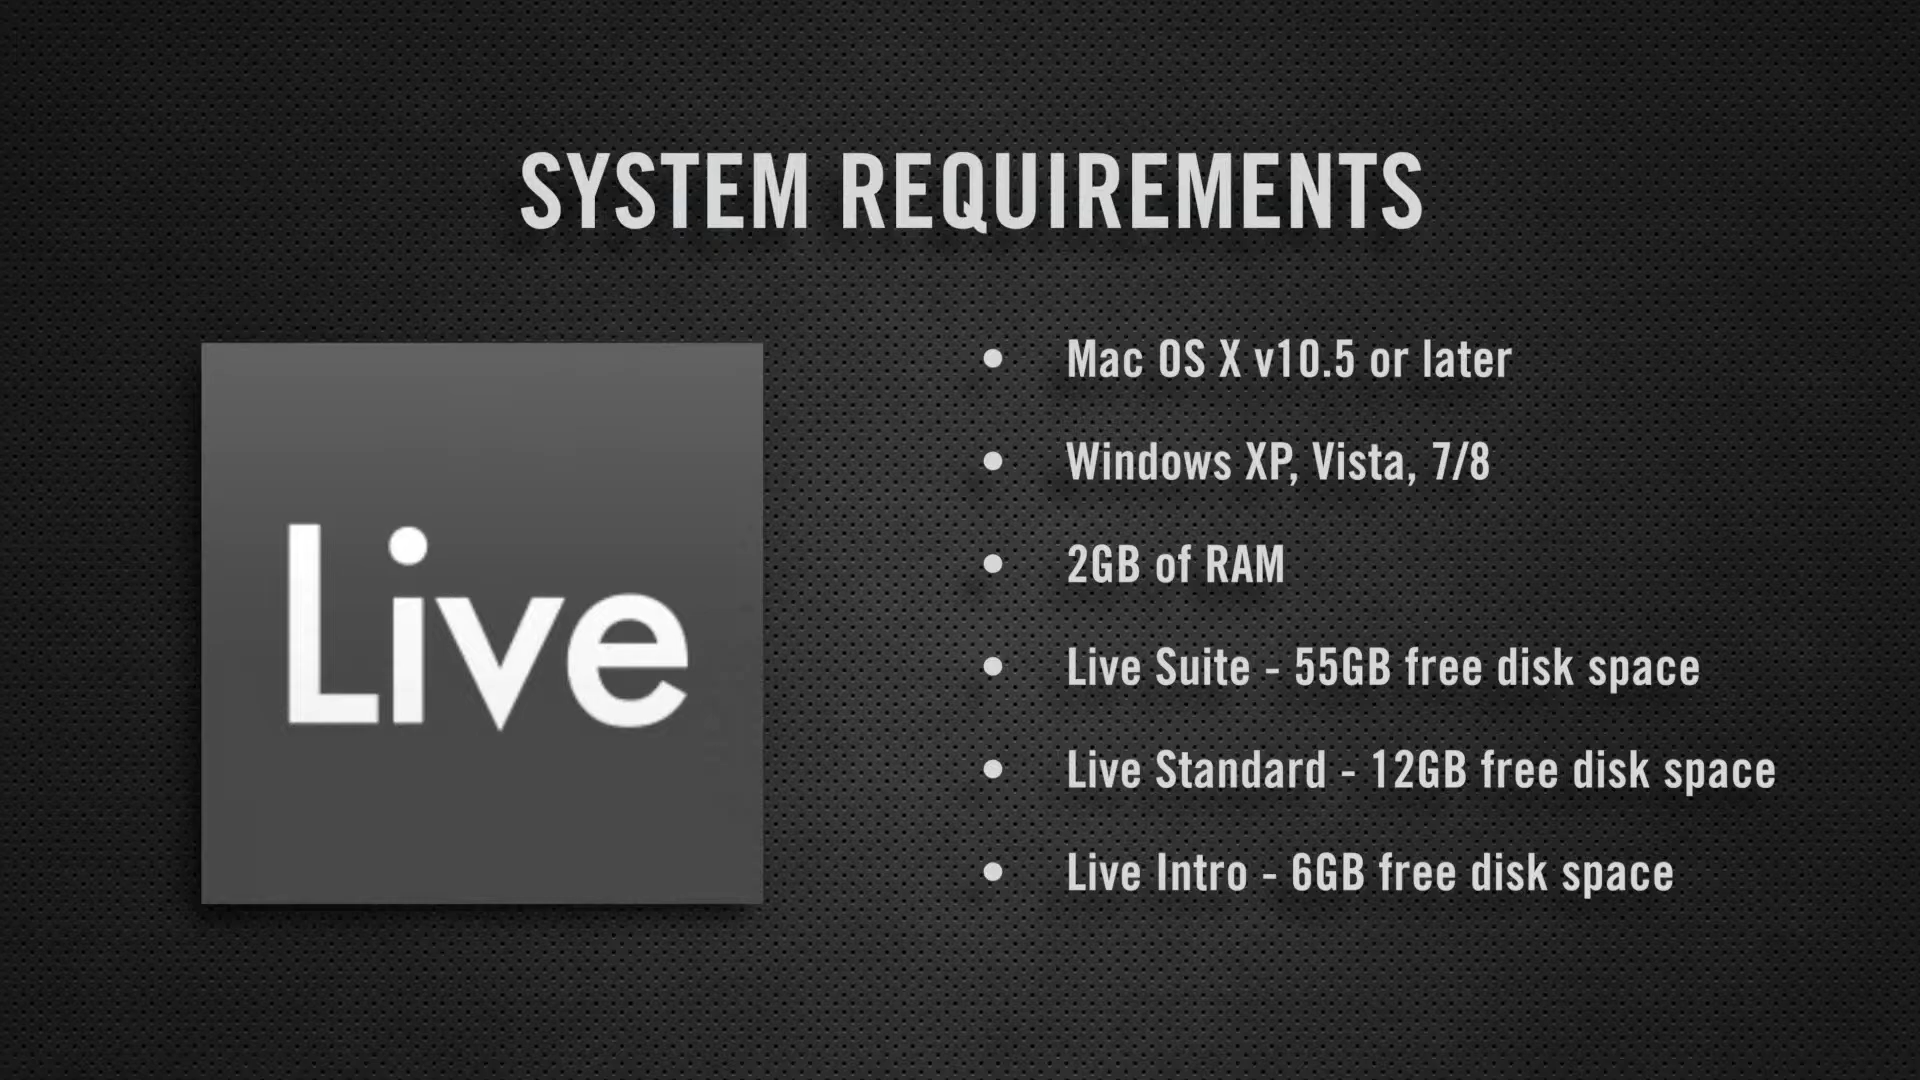 SYSTEM REQUIREMENTS
Live
• Mac OS X v10.5 or later
• Windows XP, Vista, 7/8
• 2GB of RAM
• Live Suite - 55GB free disk space
• Live Standard - 12GB free disk space
• Live Intro - 6GB free disk space